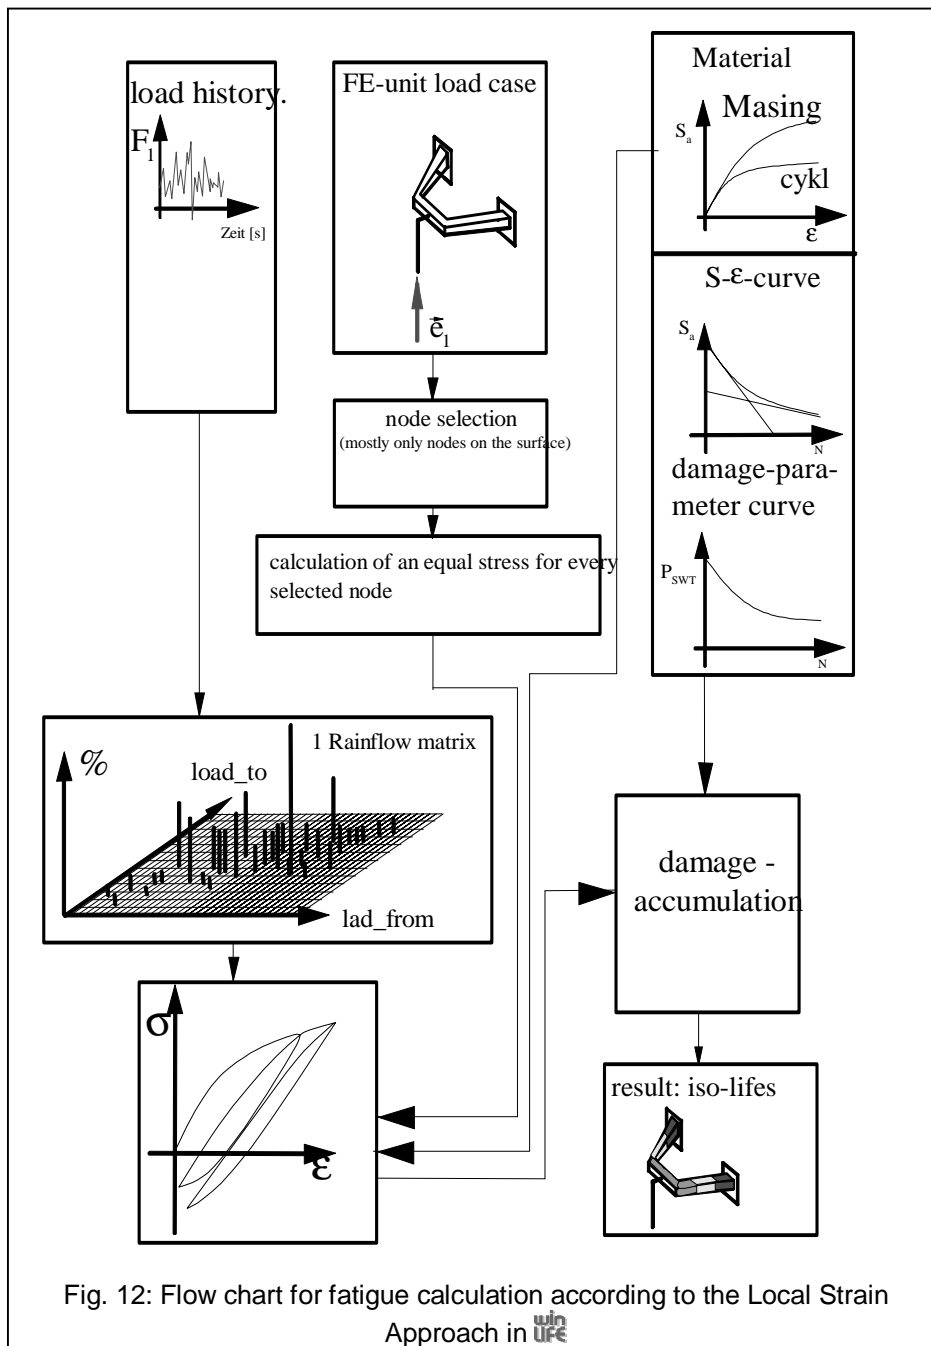 load history.
F1
Zeit [s]
FE-unit load case
e1
node selection
(mostly only nodes on the surface)
calculation of an equal stress for every
selected node
Material
Masing
Sa
cykl
ε
S-ε-curve
Sa
N
damage-para-
meter curve
PSWT
N
1 Rainflow matrix
%
load_to
lad_from
σ
ε
damage -
accumulation
result: iso-lifes
Fig. 12: Flow chart for fatigue calculation according to the Local Strain
Approach in win LIFE